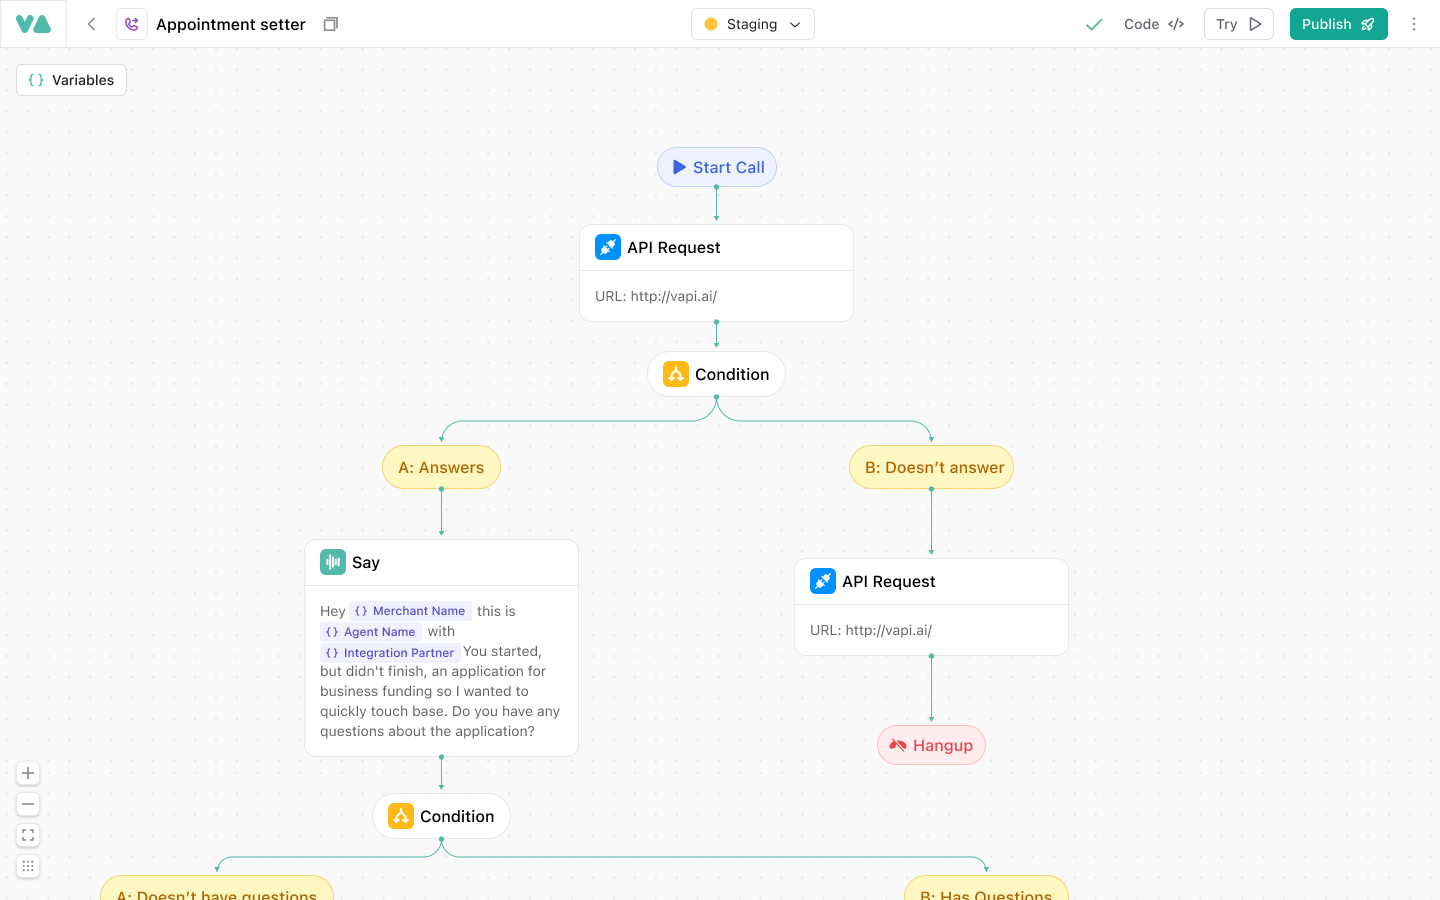 Appointment setter
Staging
Code
Try
Publish
{ } Variables
Start Call
API Request
URL: http://vapi.ai/
Condition
A: Answers
B: Doesn’t answer
Say
Hey { } Merchant Name this is
{ } Agent Name with
{ } Integration Partner You started,
but didn't finish, an application for
business funding so I wanted to
quickly touch base. Do you have any
questions about the application?
API Request
URL: http://vapi.ai/
Hangup
Condition
A: Doesn’t have questions
B: Has Questions